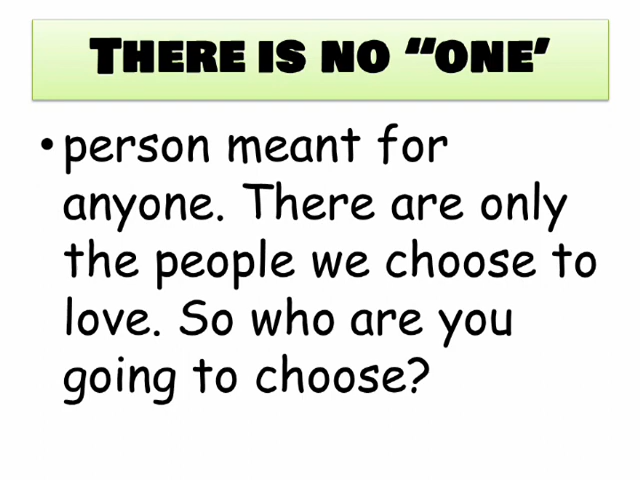 THERE IS NO “ONE’
• person meant for
anyone. There are only
the people we choose to
love. So who are you
going to choose?